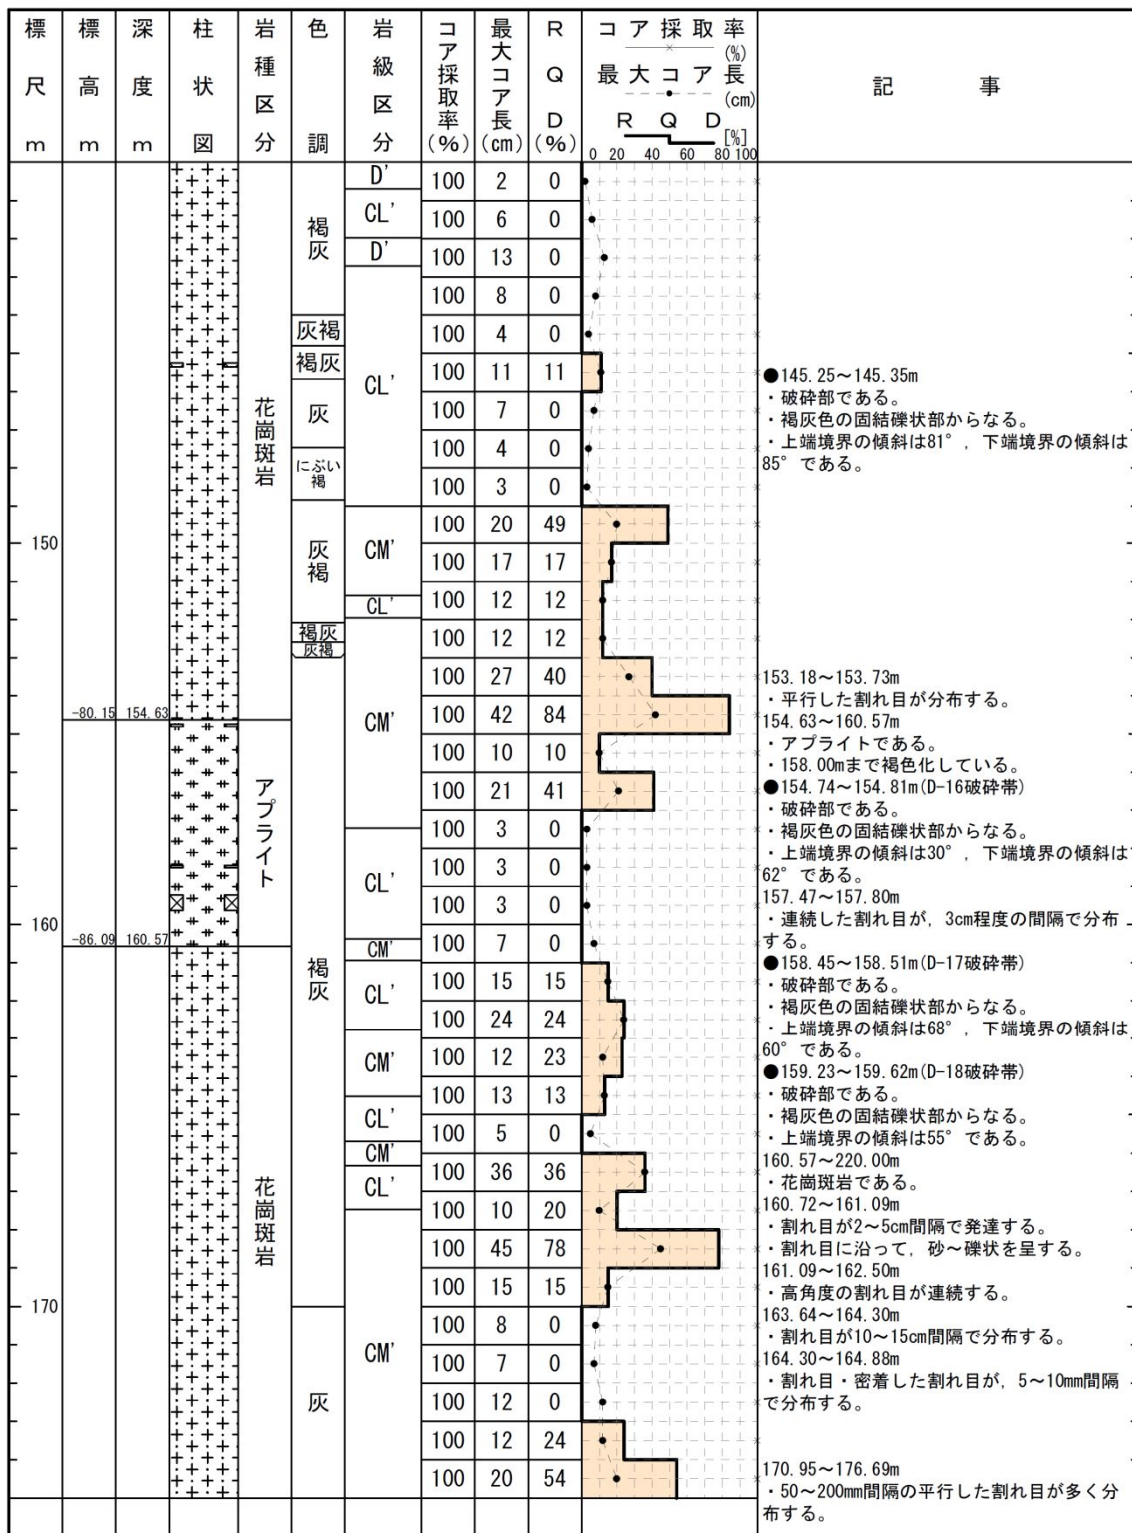 標尺m
標高m
深度m
柱状図
岩種区分
色調
岩級区分
コア採取率(%)
最大コア長(cm)
RQD(%)
コア採取率(%)
最大コア長(cm)
RQD[%]
0 20 40 60 80 100
記事
D' 100 2 0
CL' 100 6 0
褐灰
D' 100 13 0
100 8 0
灰褐 100 4 0
褐灰 100 11 11
CL'
灰 100 7 0
花崗斑岩
100 4 0
にぶい褐 100 3 0
100 20 49
150 灰褐 CM' 100 17 17
CL' 100 12 12
褐灰 100 12 12
灰褐
100 27 40
-80.15 154.63 CM' 100 42 84
100 10 10
アプライト 100 21 41
100 3 0
100 3 0
CL' 100 3 0
160
-86.09 160.57 CM' 100 7 0
褐灰
CL' 100 15 15
100 24 24
CM' 100 12 23
100 13 13
CL' 100 5 0
CM' 100 36 36
CL' 100 10 20
花崗斑岩
100 45 78
100 15 15
170
100 8 0
CM' 100 7 0
灰 100 12 0
100 12 24
100 20 54
●145.25～145.35m
・破砕部である。
・褐灰色の固結礫状部からなる。
・上端境界の傾斜は81°, 下端境界の傾斜は
85°である。
153.18～153.73m
・平行した割れ目が分布する。
154.63～160.57m
・アプライトである。
・158.00mまで褐色化している。
●154.74～154.81m(D-16破砕帯)
・破砕部である。
・褐灰色の固結礫状部からなる。
・上端境界の傾斜は30°, 下端境界の傾斜は
62°である。
157.47～157.80m
・連続した割れ目が, 3cm程度の間隔で分布
する。
●158.45～158.51m(D-17破砕帯)
・破砕部である。
・褐灰色の固結礫状部からなる。
・上端境界の傾斜は68°, 下端境界の傾斜は
60°である。
●159.23～159.62m(D-18破砕帯)
・破砕部である。
・褐灰色の固結礫状部からなる。
・上端境界の傾斜は55°である。
160.57～220.00m
・花崗斑岩である。
160.72～161.09m
・割れ目が2～5cm間隔で発達する。
・割れ目に沿って, 砂～礫状を呈する。
161.09～162.50m
・高角度の割れ目が連続する。
163.64～164.30m
・割れ目が10～15cm間隔で分布する。
164.30～164.88m
・割れ目・密着した割れ目が, 5～10mm間隔
で分布する。
170.95～176.69m
・50～200mm間隔の平行した割れ目が多く分
布する。